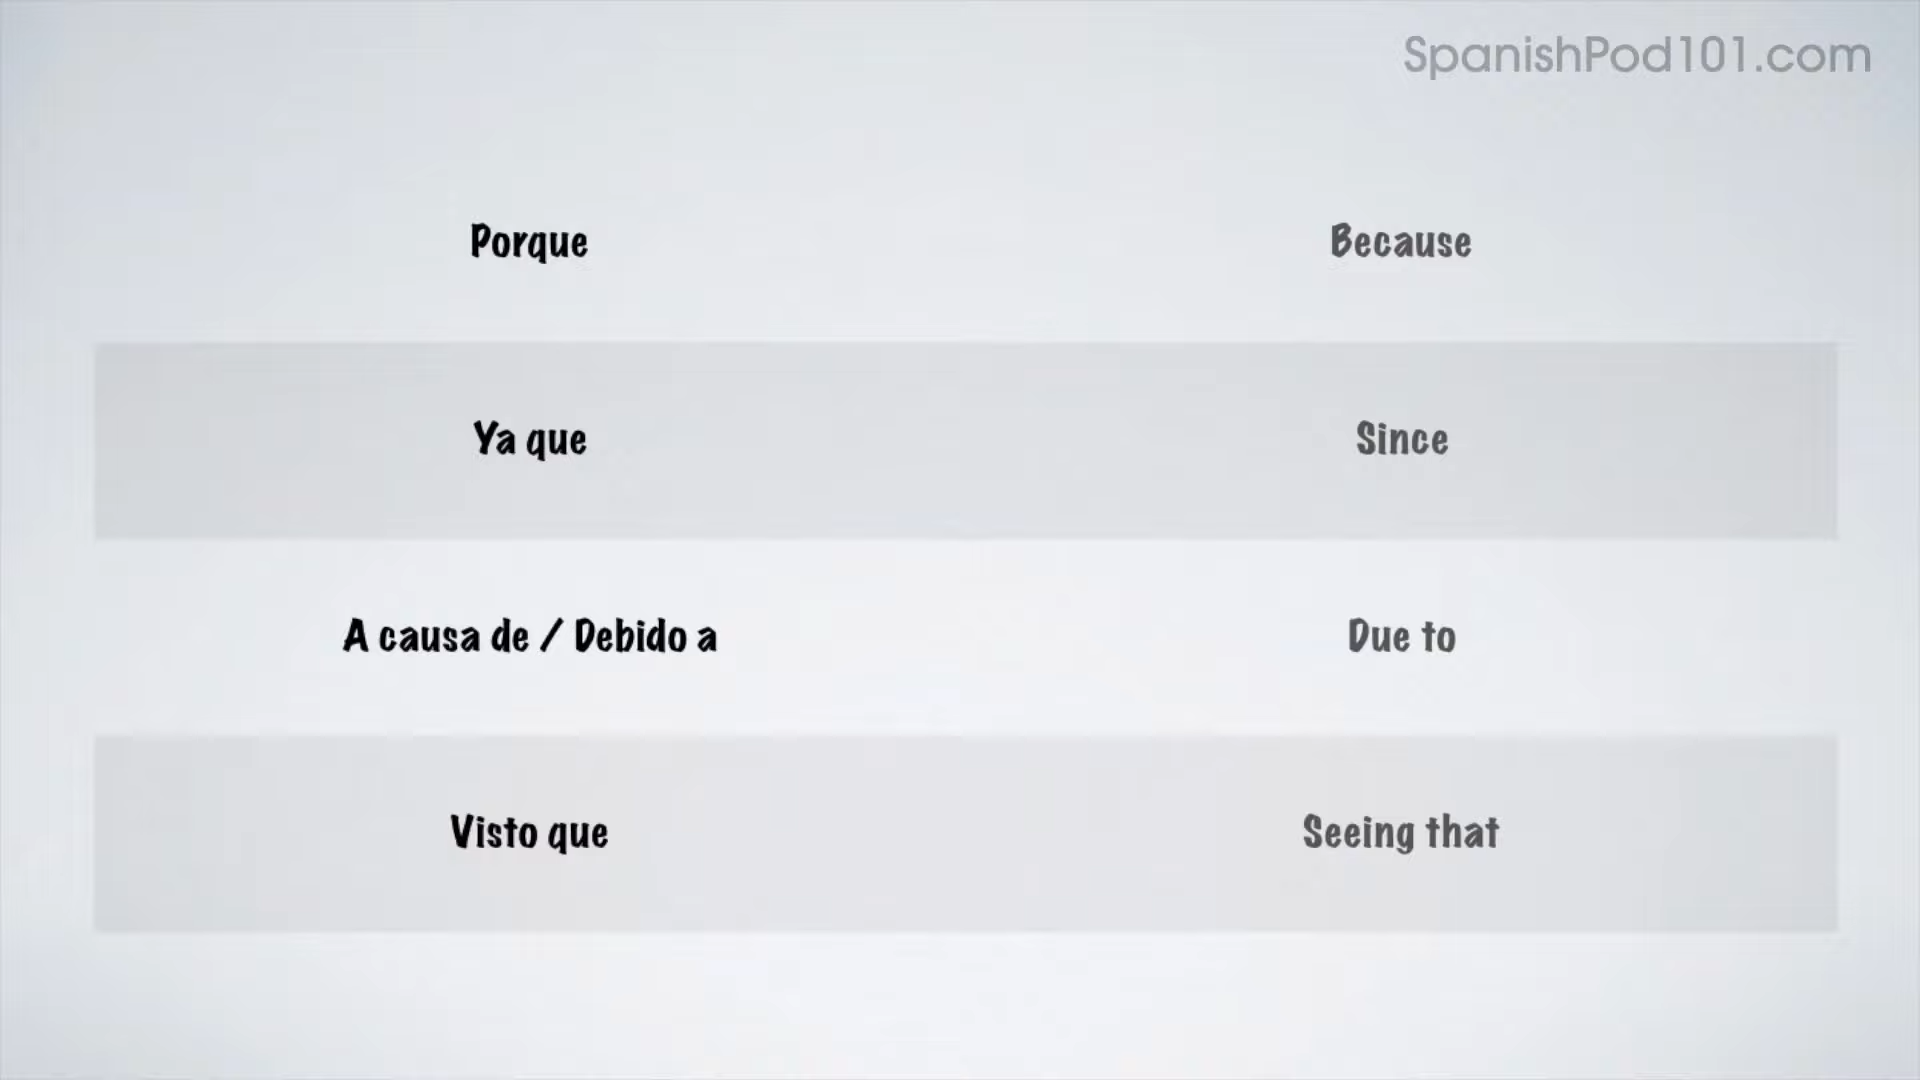 SpanishPod101.com
Porque Because
Ya que Since
A causa de / Debido a Due to
Visto que Seeing that